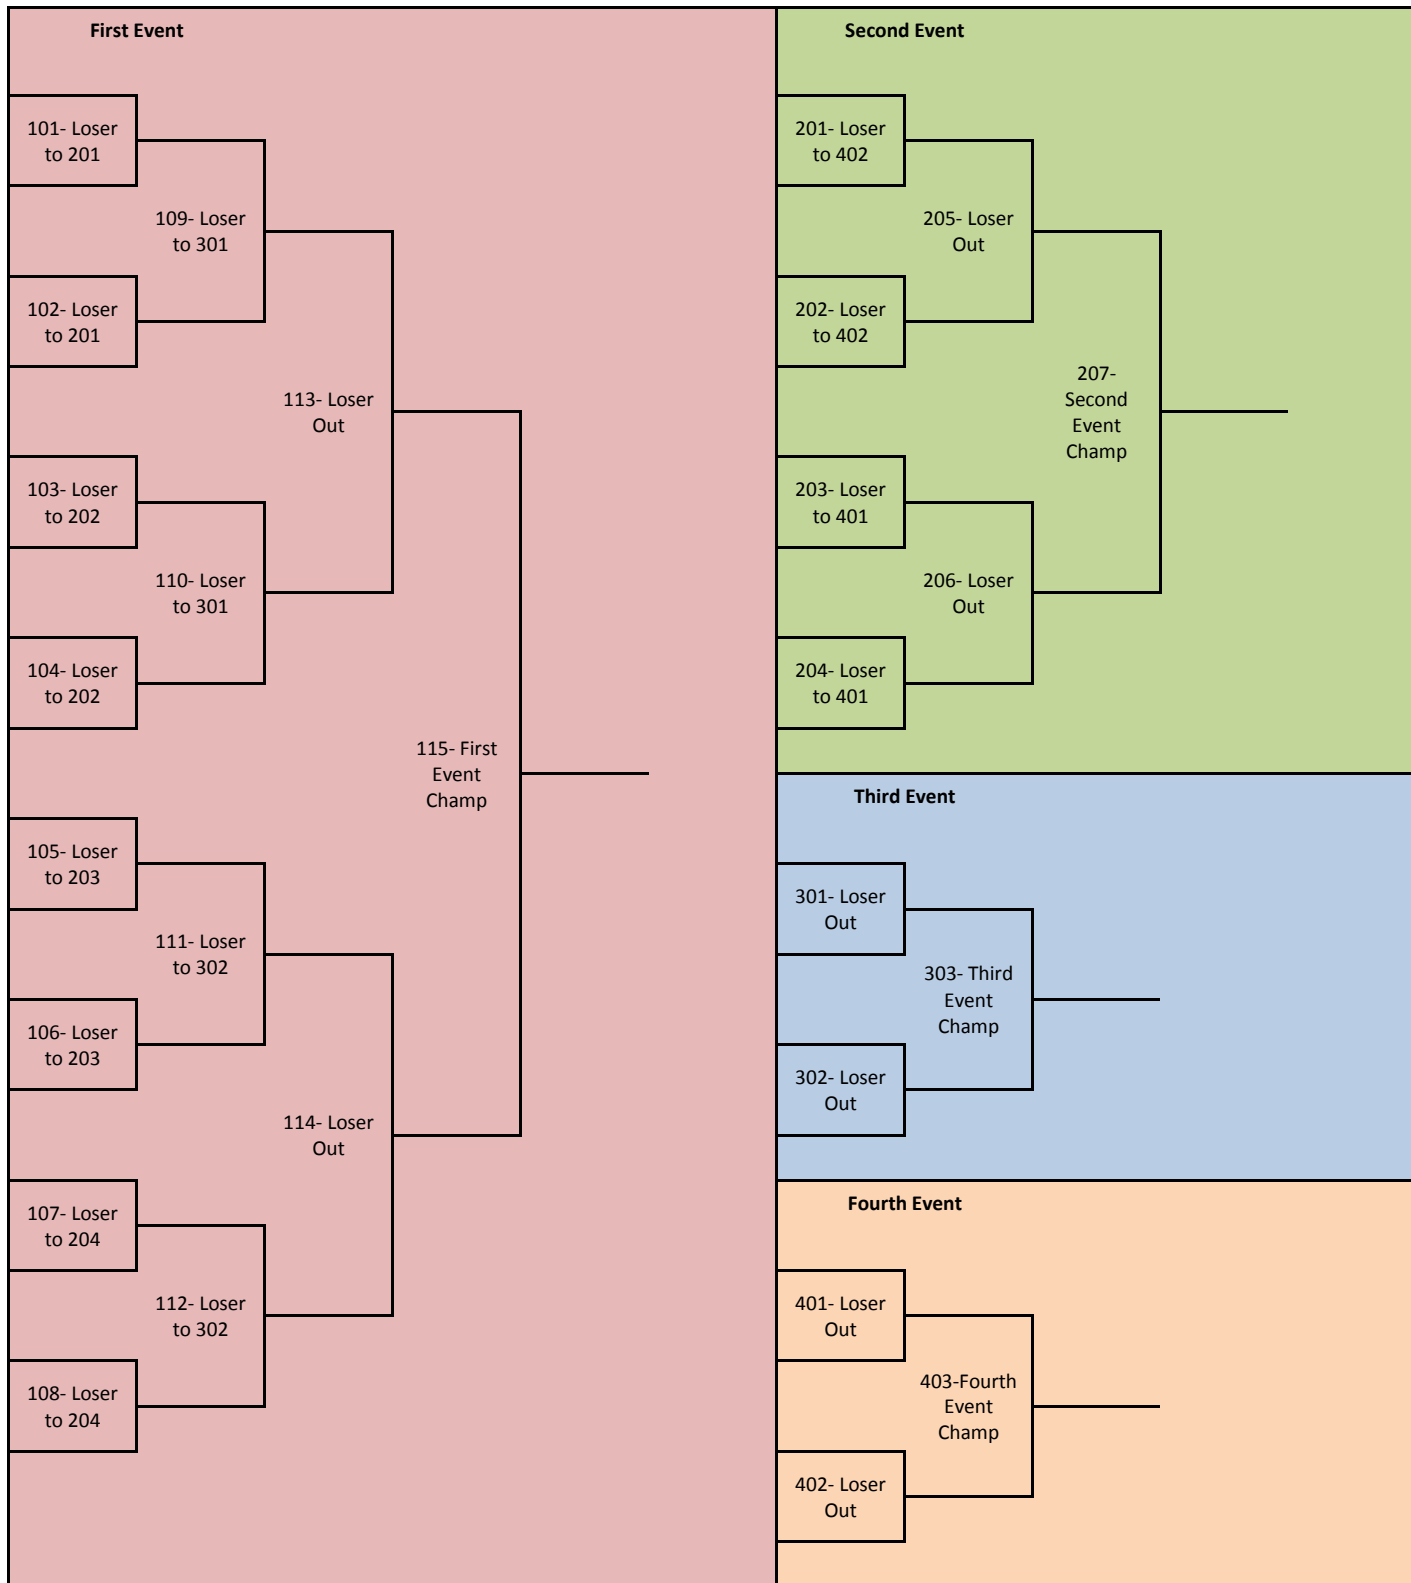 First Event
101- Loser
to 201
109- Loser
to 301
102- Loser
to 201
113- Loser
Out
103- Loser
to 202
110- Loser
to 301
104- Loser
to 202
115- First
Event
Champ
105- Loser
to 203
111- Loser
to 302
106- Loser
to 203
114- Loser
Out
107- Loser
to 204
112- Loser
to 302
108- Loser
to 204
Second Event
201- Loser
to 402
205- Loser
Out
202- Loser
to 402
207-
Second
Event
Champ
203- Loser
to 401
206- Loser
Out
204- Loser
to 401
Third Event
301- Loser
Out
303- Third
Event
Champ
302- Loser
Out
Fourth Event
401- Loser
Out
403-Fourth
Event
Champ
402- Loser
Out